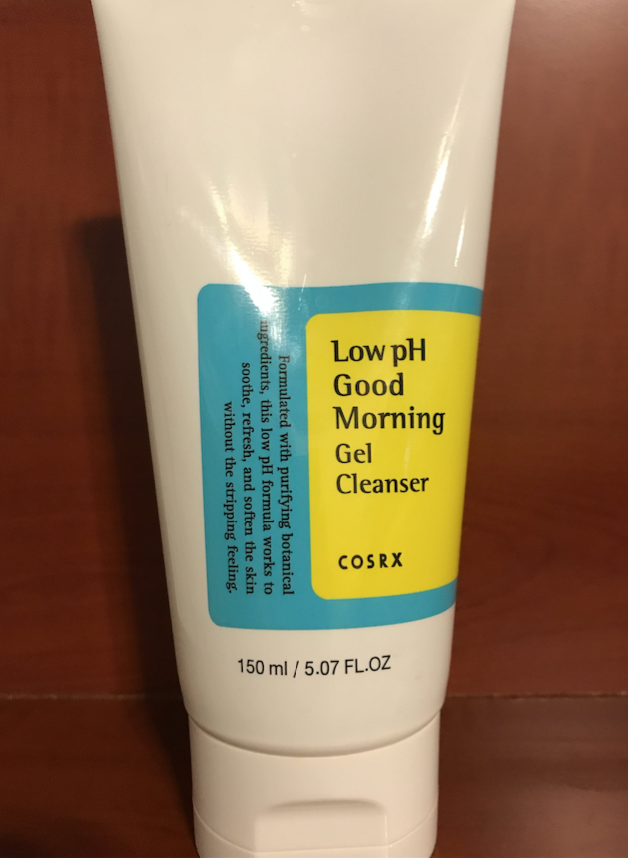 Low pH
Good
Morning
Gel
Cleanser
COSRX
Formulated with purifying botanical
ingredients, this low pH formula works to
soothe, refresh, and soften the skin
without the stripping feeling.
150 ml / 5.07 FL.OZ